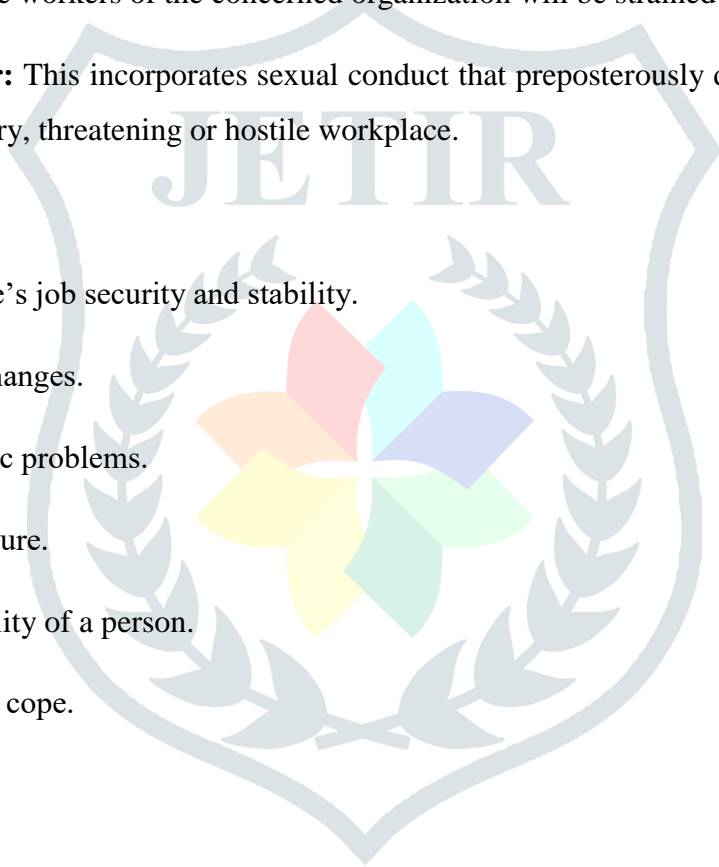 e workers of the concerned organization will be strained
r: This incorporates sexual conduct that preposterously
ry, threatening or hostile workplace.
JETIR
e’s job security and stability.
hanges.
c problems.
ure.
lity of a person.
cope.